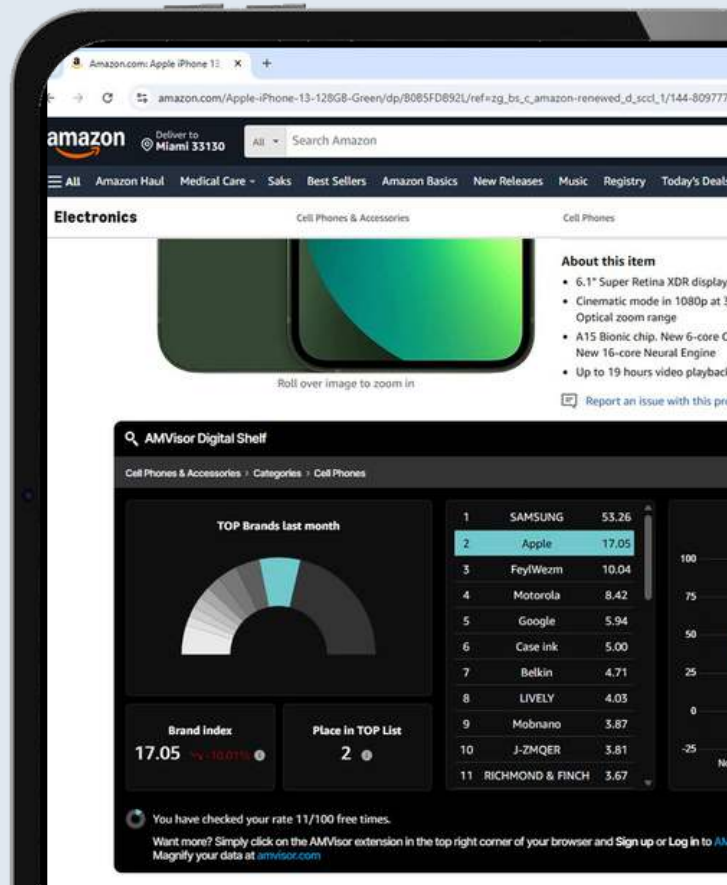 Amazon.com: Apple iPhone 13
amazon.com/Apple-iPhone-13-128GB-Green/dp/B0B5FDB92L/ref=zg_bs_c_amazon-renewed_d_sccl_1/144-809777
amazon
Deliver to
Miami 33130
All
Search Amazon
All Amazon Haul Medical Care Saks Best Sellers Amazon Basics New Releases Music Registry Today's Deals
Electronics Cell Phones & Accessories Cell Phones
About this item
• 6.1" Super Retina XDR display
• Cinematic mode in 1080p at
Optical zoom range
• A15 Bionic chip. New 6-core
New 16-core Neural Engine
• Up to 19 hours video playback
Report an issue with this
Roll over image to zoom in
AMVisor Digital Shelf
Cell Phones & Accessories › Categories › Cell Phones
TOP Brands last month
1 SAMSUNG 53.26
2 Apple 17.05
3 FeylWezm 10.04
4 Motorola 8.42
5 Google 5.94
6 Case ink 5.00
7 Belkin 4.71
8 LIVELY 4.03
9 Mobnano 3.87
10 J-ZMQER 3.81
11 RICHMOND & FINCH 3.67
100
75
50
25
0
-25
Brand index
17.05 -10.01%
Place in TOP List
2
You have checked your rate 11/100 free times.
Want more? Simply click on the AMVisor extension in the top right corner of your browser and Sign up or Log in to
Magnify your data at amvisor.com